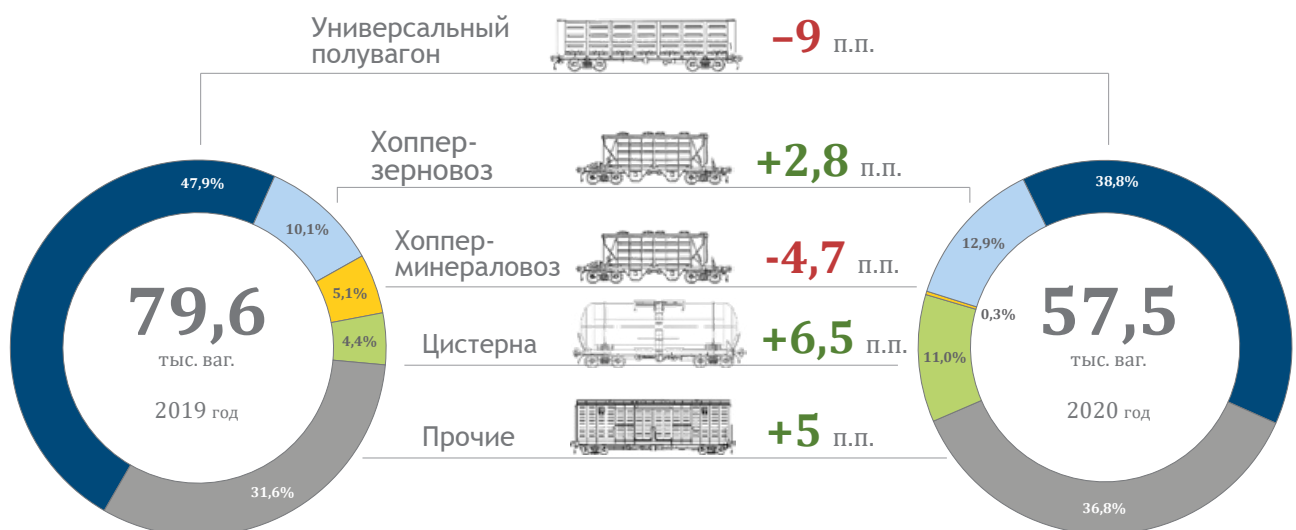 Универсальный
полувагон
–9 п.п.
Хоппер-
зерновоз
+2,8 п.п.
Хоппер-
минераловоз
-4,7 п.п.
Цистерна
+6,5 п.п.
Прочие
+5 п.п.
47,9%
10,1%
5,1%
4,4%
31,6%
79,6
тыс. ваг.
2019 год
38,8%
12,9%
0,3%
11,0%
36,8%
57,5
тыс. ваг.
2020 год